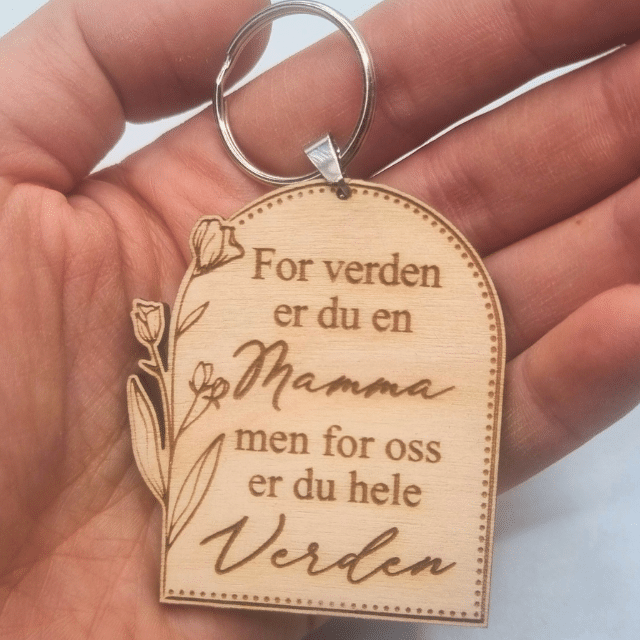 For verden
er du en
Mamma
men for oss
er du hele
Verden